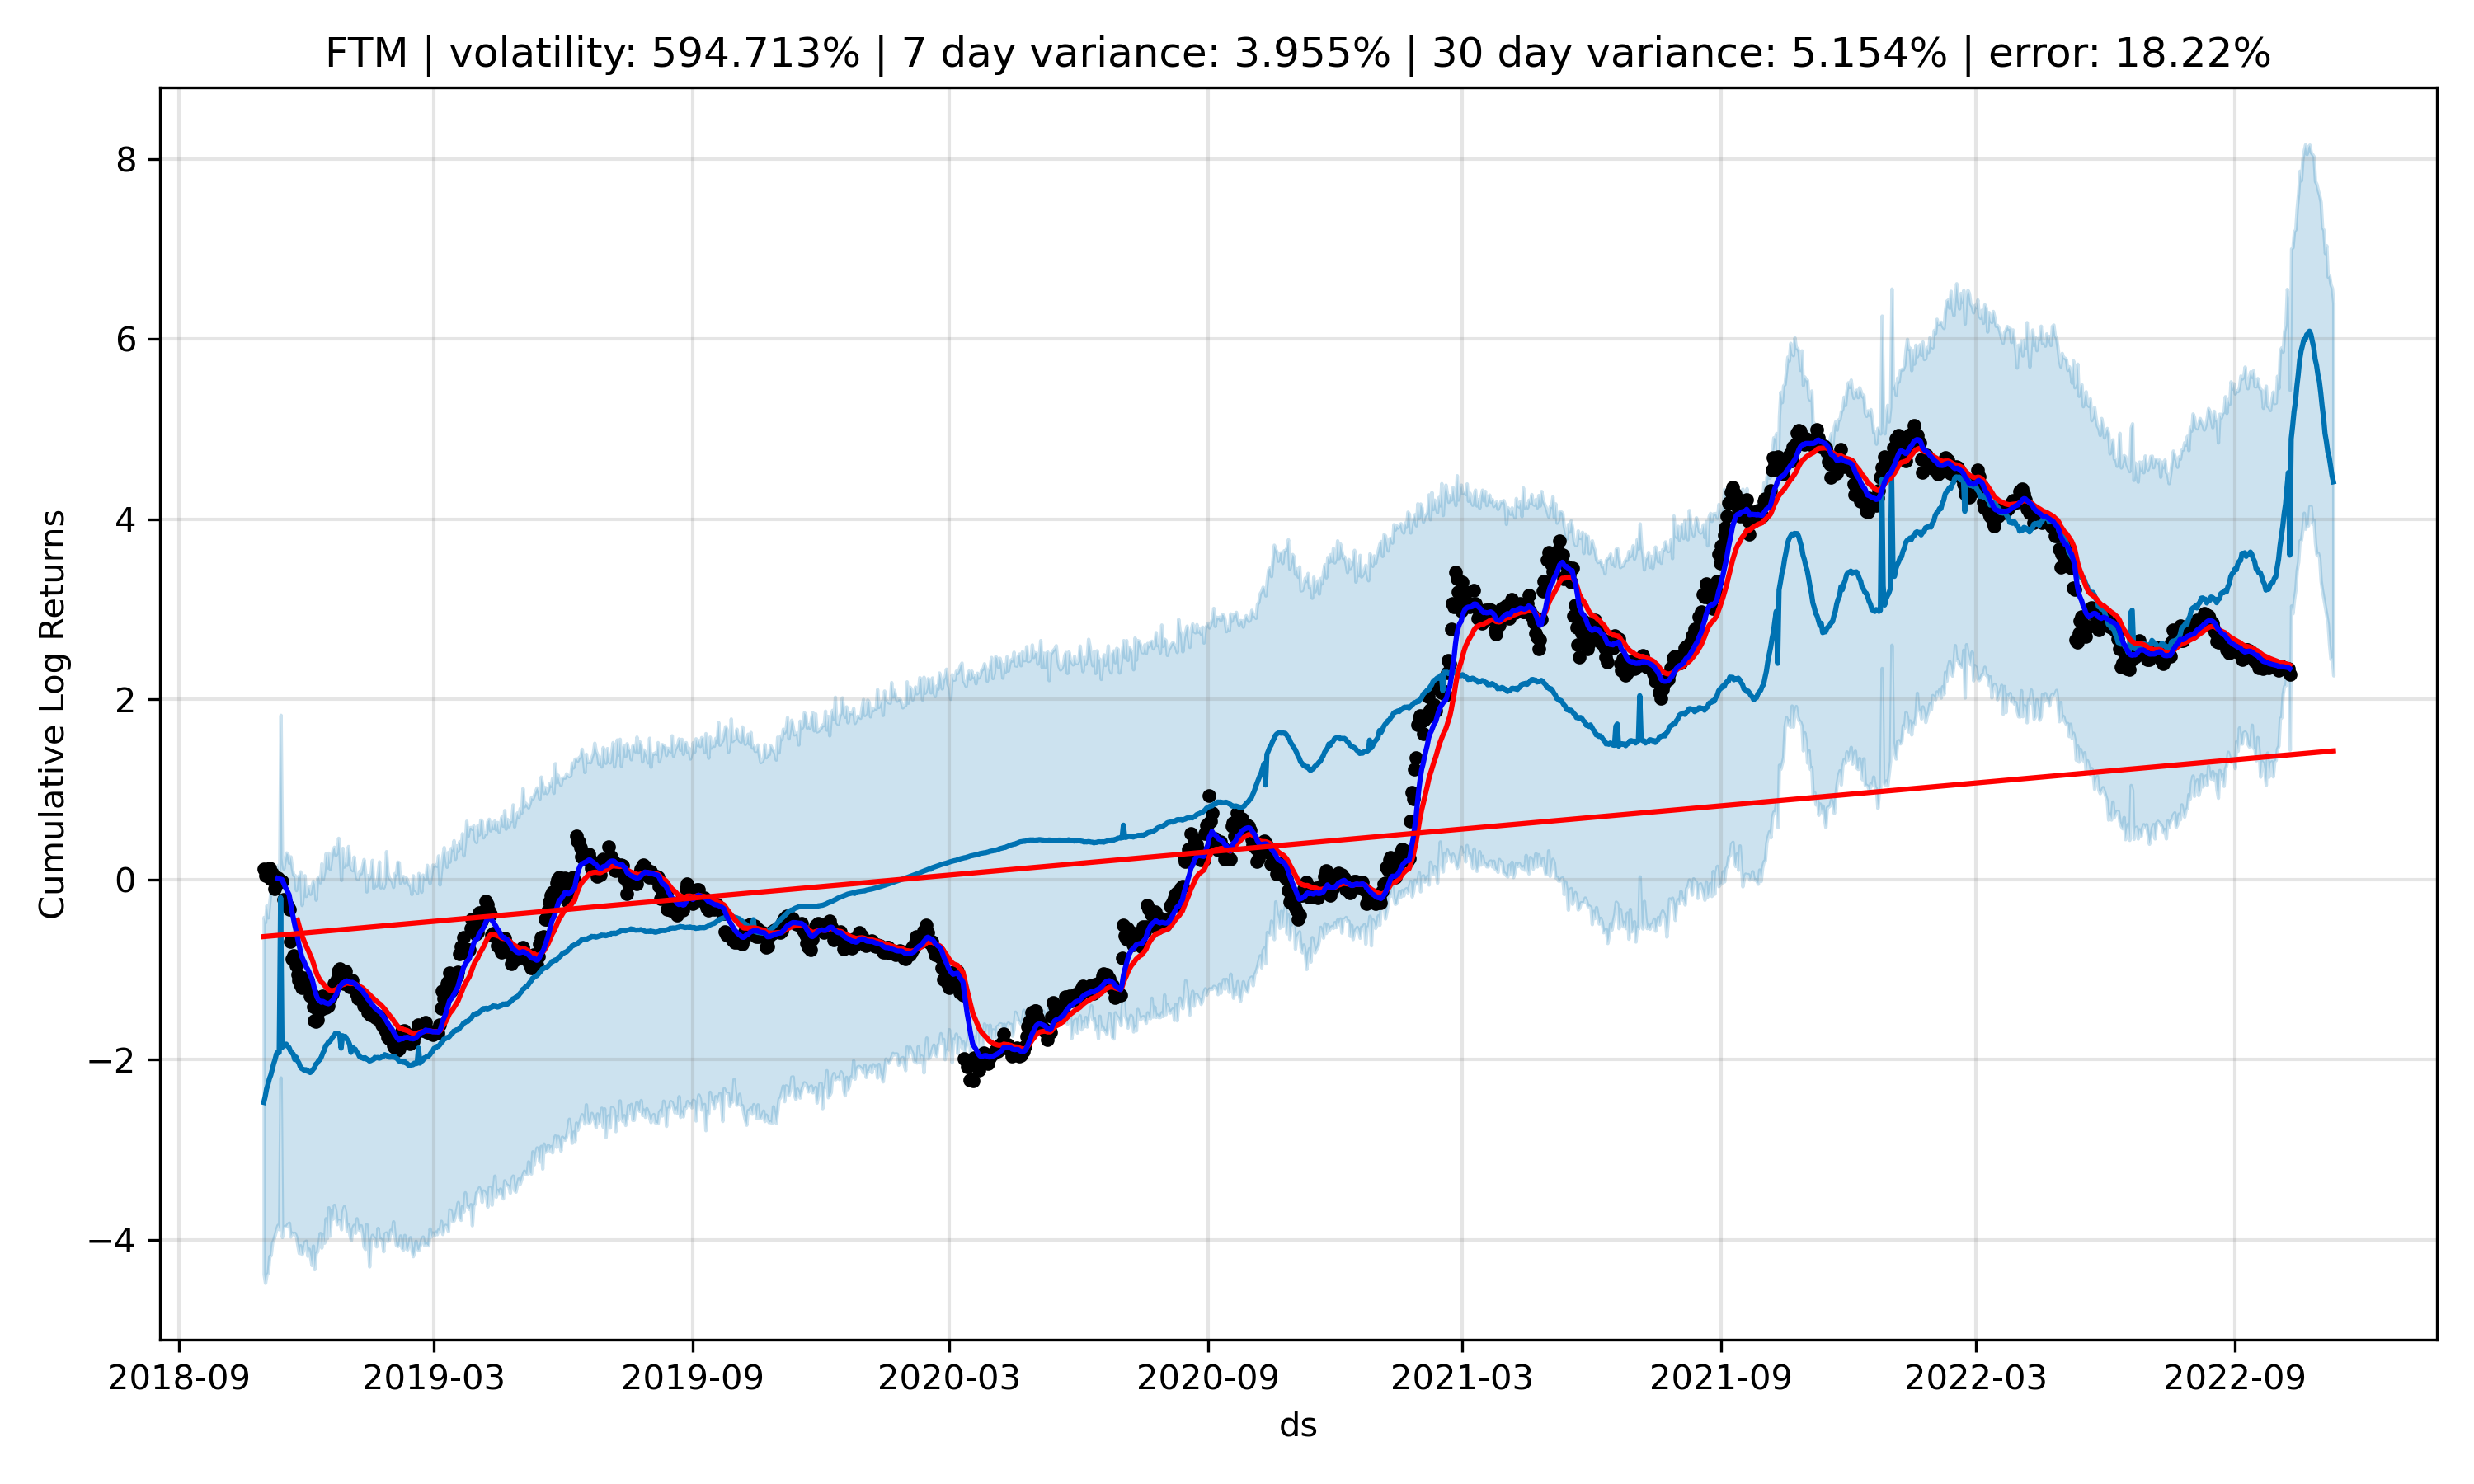 FTM | volatility: 594.713% | 7 day variance: 3.955% | 30 day variance: 5.154% | error: 18.22%
Cumulative Log Returns
8
6
4
2
0
−2
−4
2018-09 2019-03 2019-09 2020-03 2020-09 2021-03 2021-09 2022-03 2022-09
ds